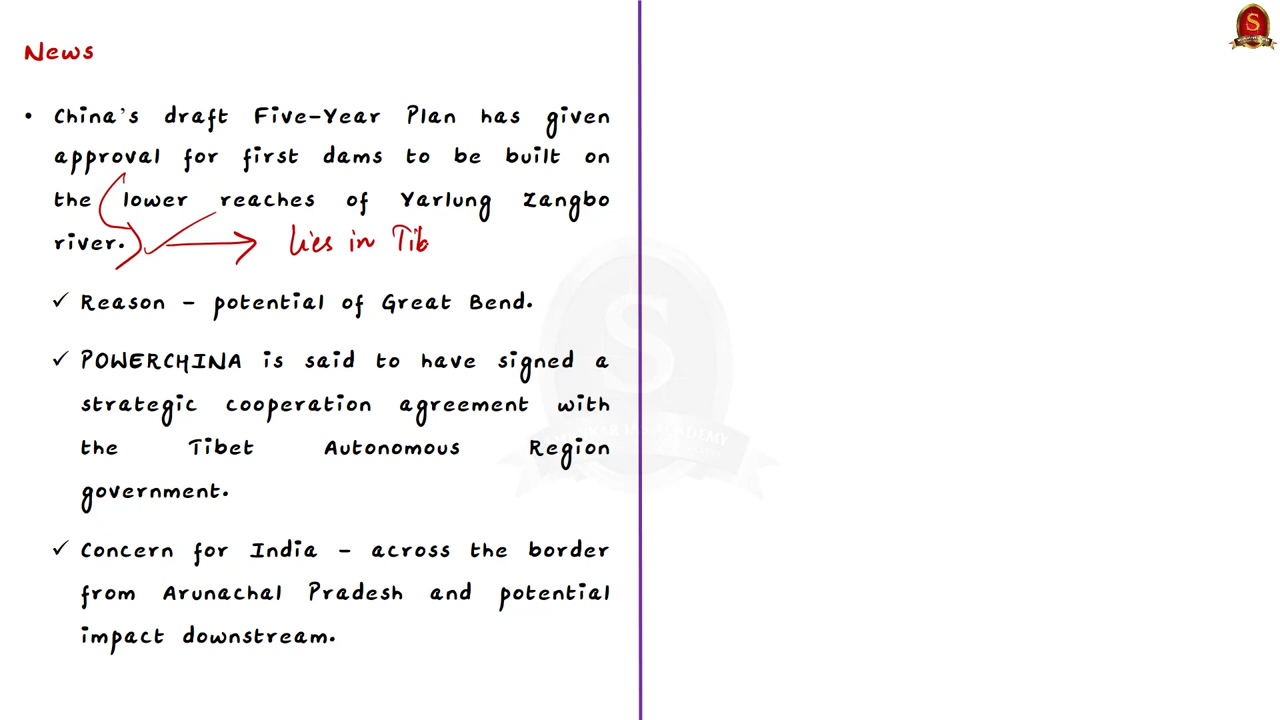 News
• China's draft Five-Year Plan has given
approval for first dams to be built on
the lower reaches of Yarlung Zangbo
river. lies in Tib
✓ Reason – potential of Great Bend.
✓ POWERCHINA is said to have signed a
strategic cooperation agreement with
the Tibet Autonomous Region
government.
✓ Concern for India – across the border
from Arunachal Pradesh and potential
impact downstream.
S
S
ACADEMY